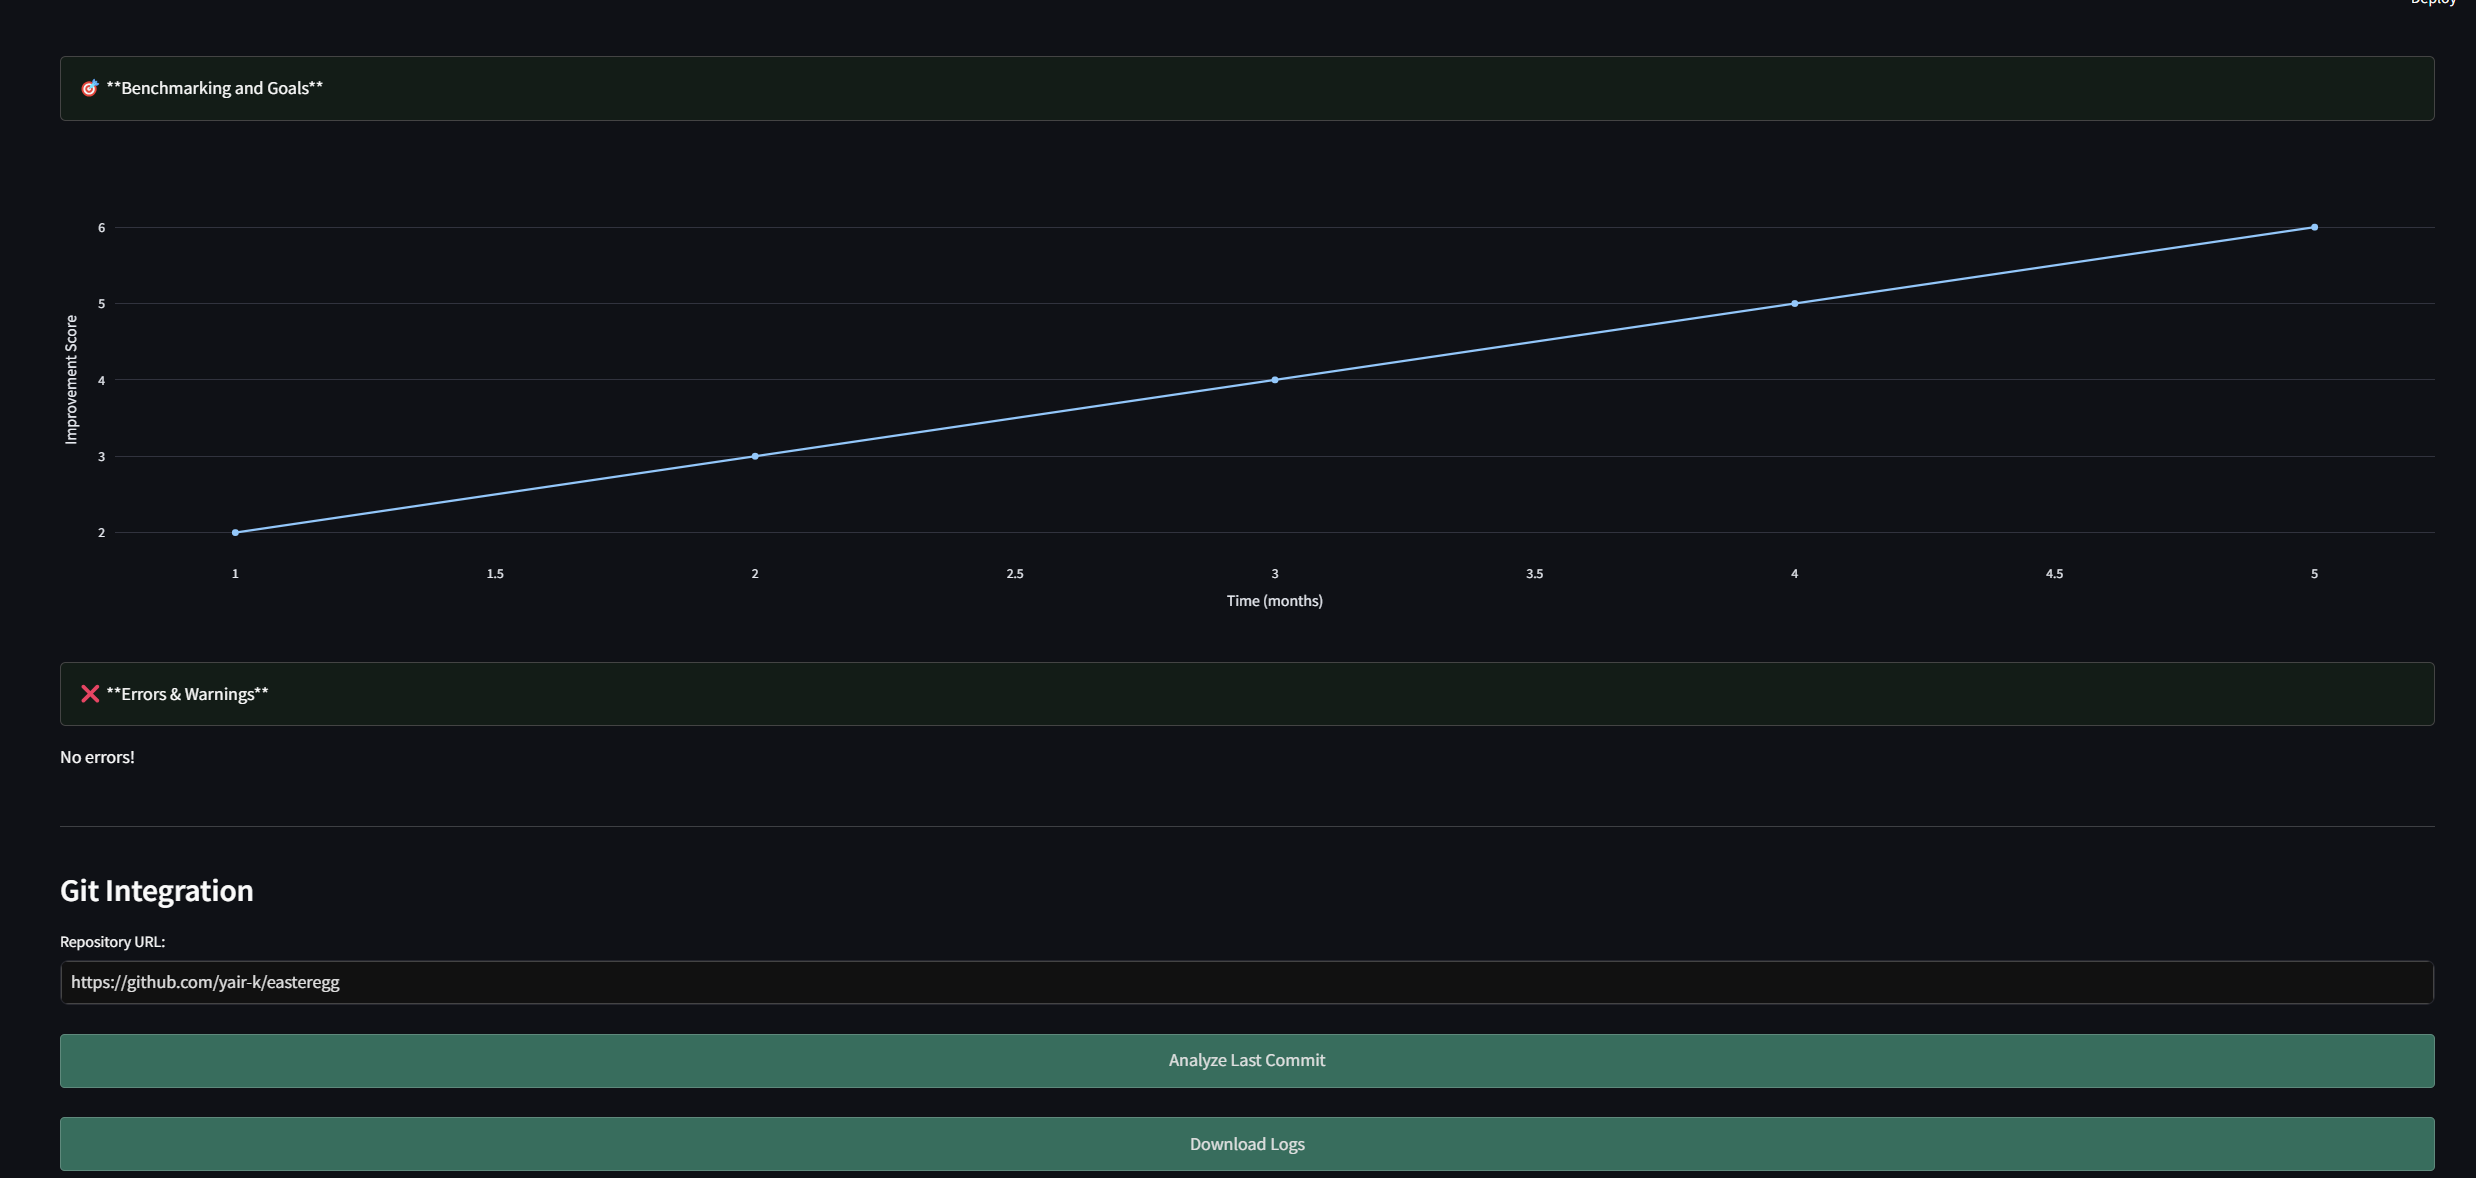 Deploy
🎯 **Benchmarking and Goals**
6
5
4
3
2
Improvement Score
1 1.5 2 2.5 3 3.5 4 4.5 5
Time (months)
❌ **Errors & Warnings**
No errors!
Git Integration
Repository URL:
https://github.com/yair-k/easteregg
Analyze Last Commit
Download Logs